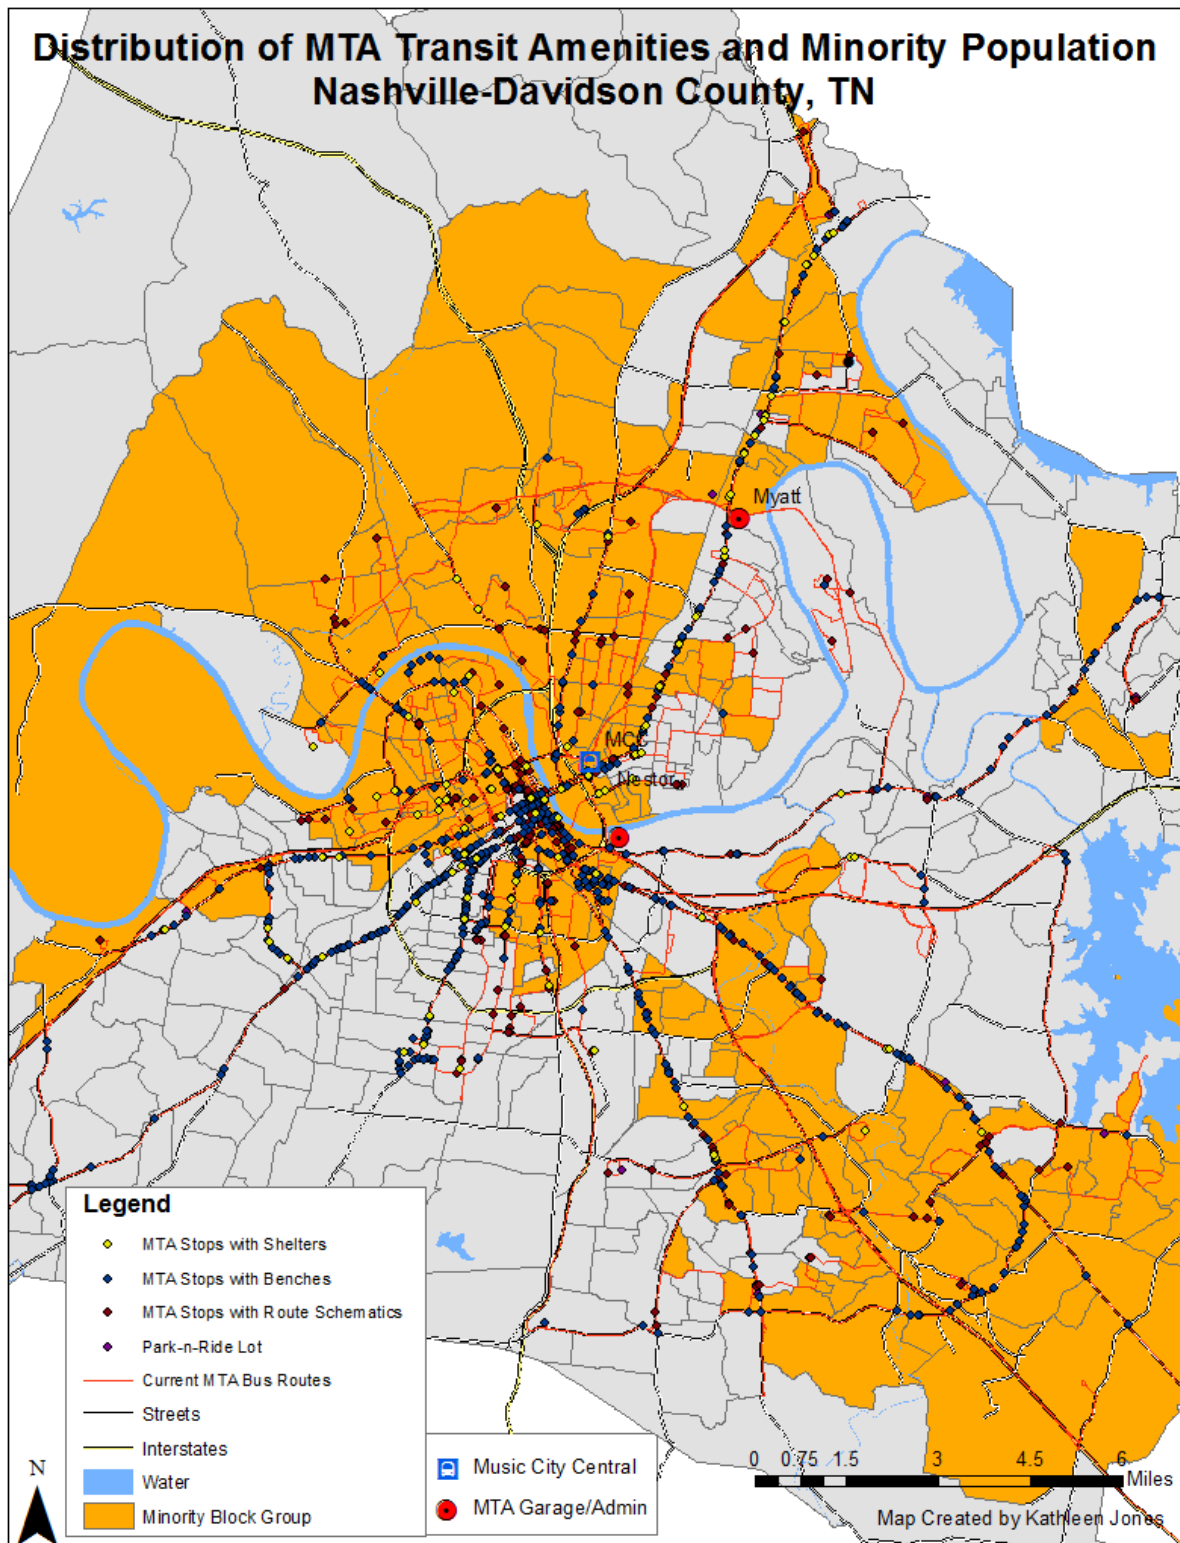 Distribution of MTA Transit Amenities and Minority Population
Nashville-Davidson County, TN
Myatt
MCC
Nestor
Legend
MTA Stops with Shelters
MTA Stops with Benches
MTA Stops with Route Schematics
Park-n-Ride Lot
Current MTA Bus Routes
Streets
Interstates
Water
Minority Block Group
N
Music City Central
MTA Garage/Admin
0 0.75 1.5 3 4.5 6
Miles
Map Created by Kathleen Jones